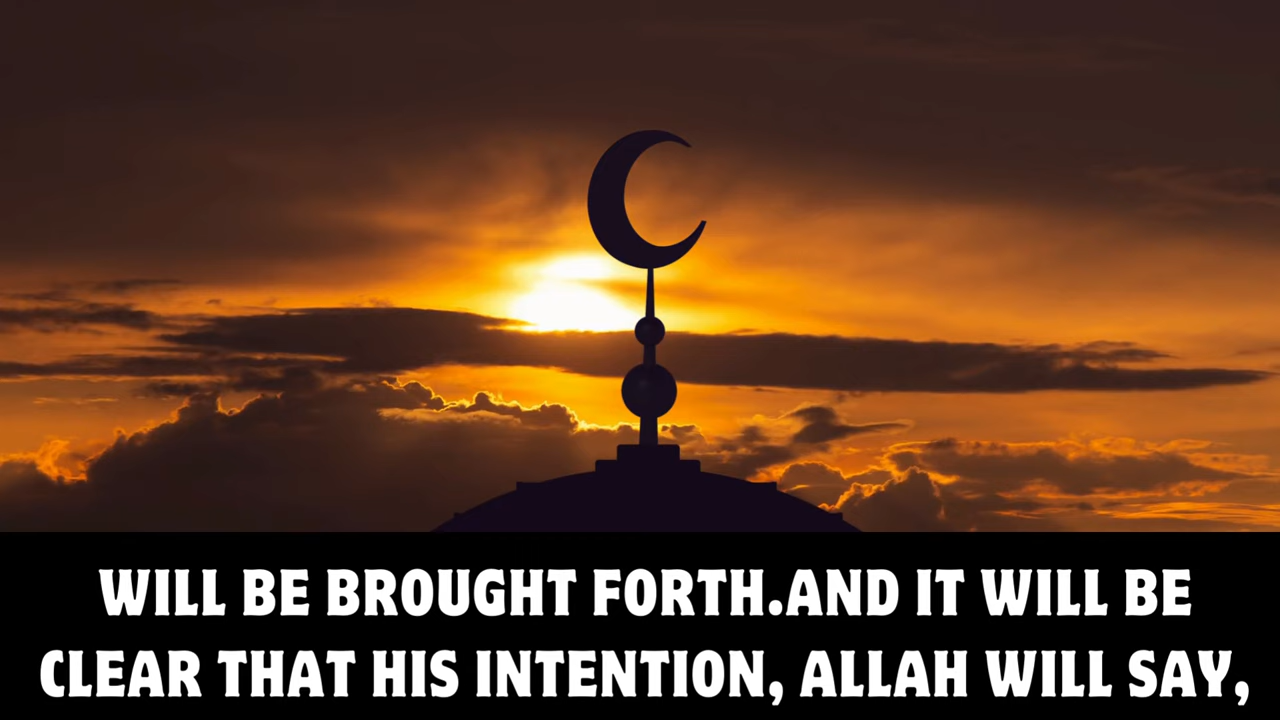 WILL BE BROUGHT FORTH.AND IT WILL BE
CLEAR THAT HIS INTENTION, ALLAH WILL SAY,